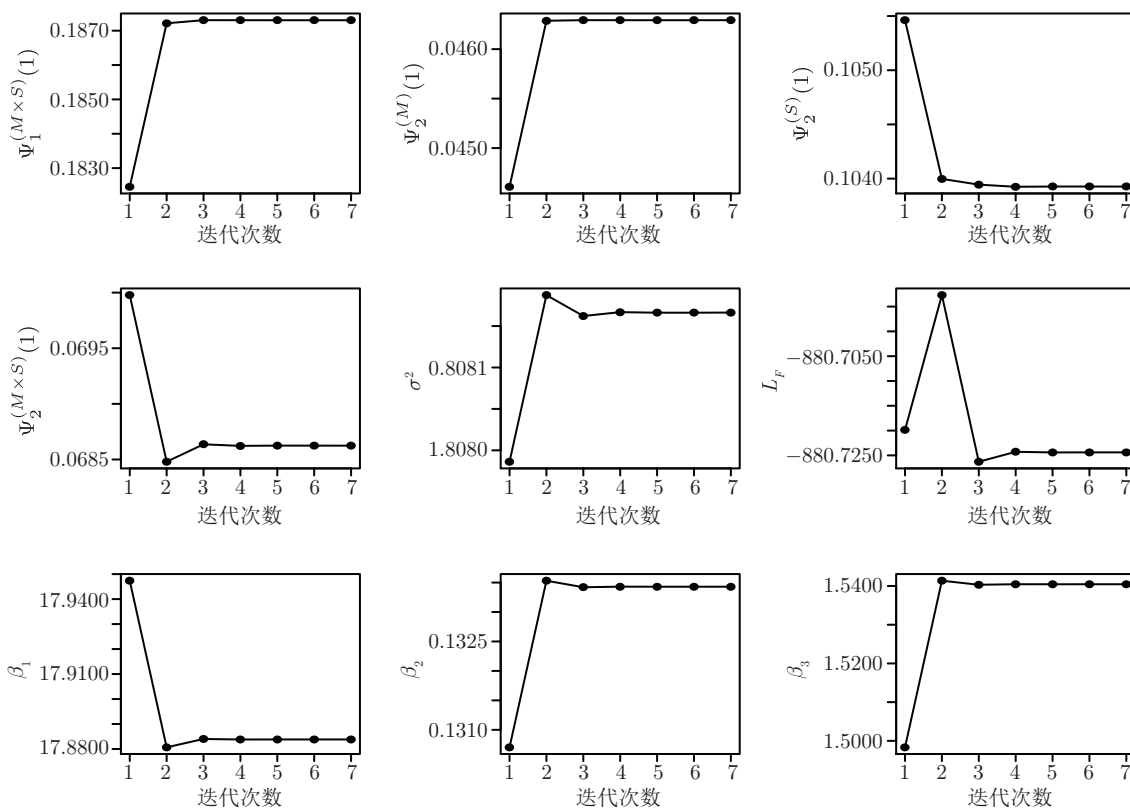 Ψ₁^(M×S)(1)
0.1870
0.1850
0.1830
1 2 3 4 5 6 7
迭代次数
Ψ₂^(M)(1)
0.0460
0.0450
1 2 3 4 5 6 7
迭代次数
Ψ₂^(S)(1)
0.1050
0.1040
1 2 3 4 5 6 7
迭代次数
Ψ₂^(M×S)(1)
0.0695
0.0685
1 2 3 4 5 6 7
迭代次数
σ²
0.8081
1.8080
1 2 3 4 5 6 7
迭代次数
L_F
−880.7050
−880.7250
1 2 3 4 5 6 7
迭代次数
β₁
17.9400
17.9100
17.8800
1 2 3 4 5 6 7
迭代次数
β₂
0.1325
0.1310
1 2 3 4 5 6 7
迭代次数
β₃
1.5400
1.5200
1.5000
1 2 3 4 5 6 7
迭代次数